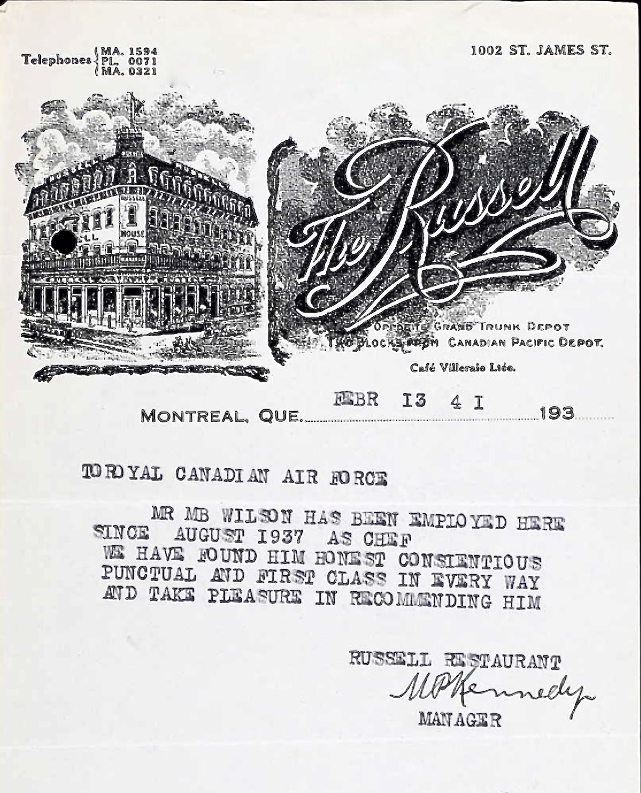 Telephones { MA. 1594
PL. 0071
MA. 0321
1002 ST. JAMES ST.
RUSSELL
HOUSE
The Russell
OPPOSITE GRAND TRUNK DEPOT
TWO BLOCKS FROM CANADIAN PACIFIC DEPOT.
Café Villeraie Ltée.
MONTREAL, QUE. FEBR 13 41 193
TO ROYAL CANADIAN AIR FORCE
MR MB WILSON HAS BEEN EMPLOYED HERE
SINCE AUGUST 1937 AS CHEF
WE HAVE FOUND HIM HONEST CONSIENTIOUS
PUNCTUAL AND FIRST CLASS IN EVERY WAY
AND TAKE PLEASURE IN RECOMMENDING HIM
RUSSELL RESTAURANT
MPKennedy
MANAGER